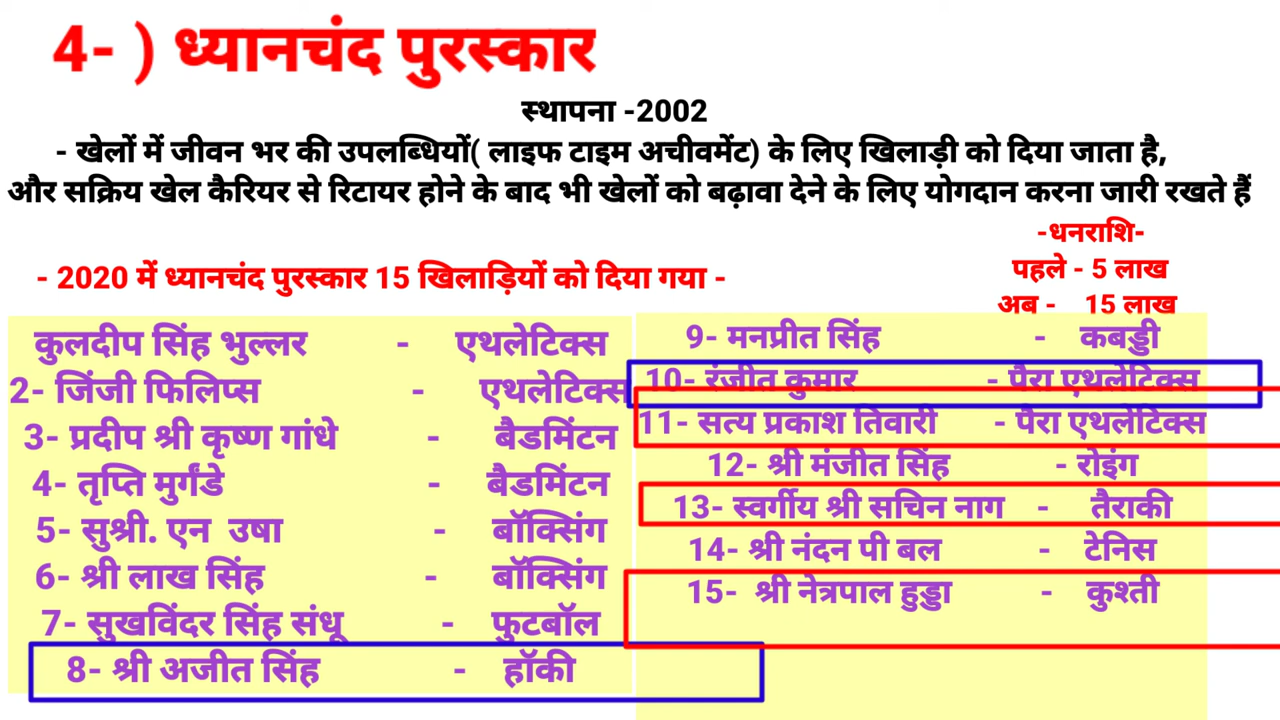 4- ) ध्यानचंद पुरस्कार
स्थापना -2002
- खेलों में जीवन भर की उपलब्धियों( लाइफ टाइम अचीवमेंट) के लिए खिलाड़ी को दिया जाता है,
और सक्रिय खेल कैरियर से रिटायर होने के बाद भी खेलों को बढ़ावा देने के लिए योगदान करना जारी रखते हैं
-धनराशि-
पहले - 5 लाख
अब - 15 लाख
- 2020 में ध्यानचंद पुरस्कार 15 खिलाड़ियों को दिया गया -
कुलदीप सिंह भुल्लर - एथलेटिक्स
2- जिंजी फिलिप्स - एथलेटिक्स
3- प्रदीप श्री कृष्ण गांधे - बैडमिंटन
4- तृप्ति मुर्गंडे - बैडमिंटन
5- सुश्री. एन उषा - बॉक्सिंग
6- श्री लाख सिंह - बॉक्सिंग
7- सुखविंदर सिंह संधू - फुटबॉल
8- श्री अजीत सिंह - हॉकी
9- मनप्रीत सिंह - कबड्डी
10- रंजीत कुमार - पैरा एथलेटिक्स
11- सत्य प्रकाश तिवारी - पैरा एथलेटिक्स
12- श्री मंजीत सिंह - रोइंग
13- स्वर्गीय श्री सचिन नाग - तैराकी
14- श्री नंदन पी बल - टेनिस
15- श्री नेत्रपाल हुड्डा - कुश्ती